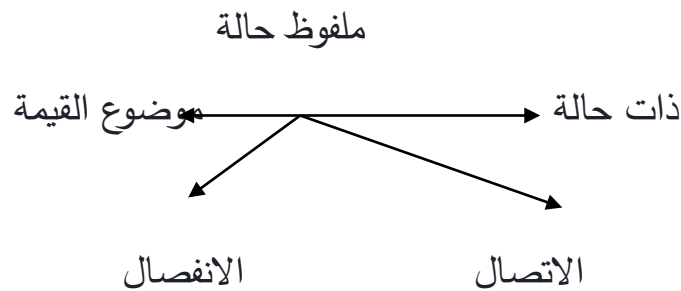 ملفوظ حالة
ذات حالة موضوع القيمة
الاتصال الانفصال